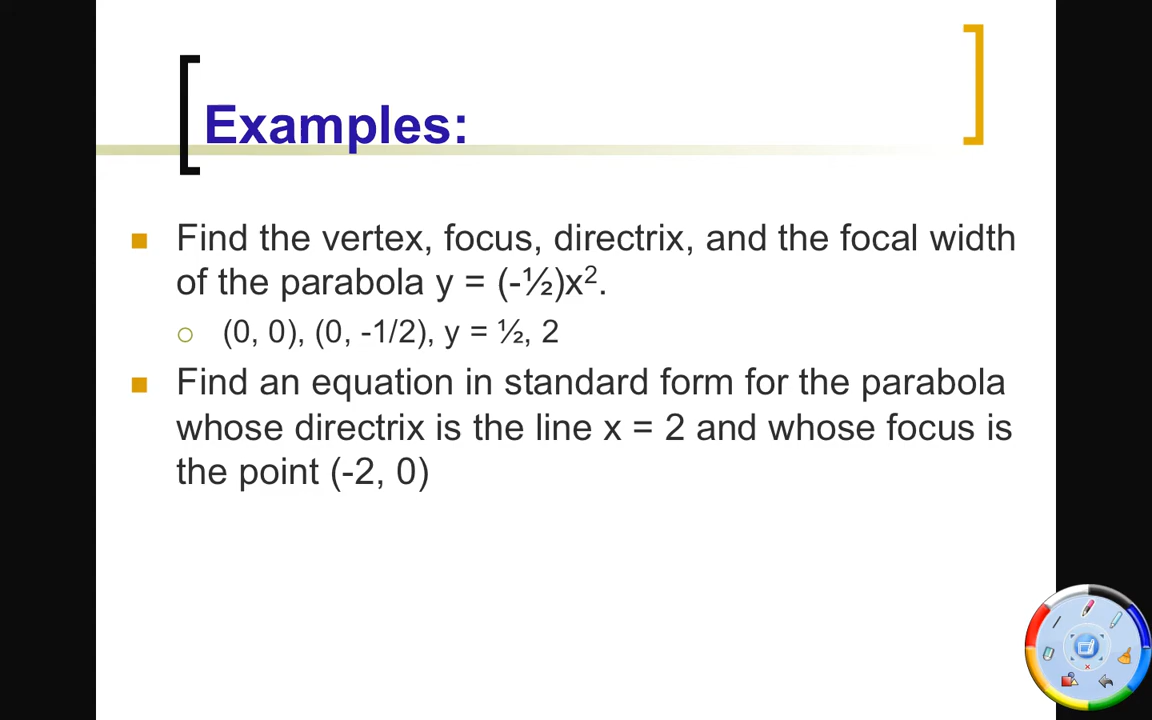 Examples:
Find the vertex, focus, directrix, and the focal width
of the parabola y = (-½)x².
(0, 0), (0, -1/2), y = ½, 2
Find an equation in standard form for the parabola
whose directrix is the line x = 2 and whose focus is
the point (-2, 0)